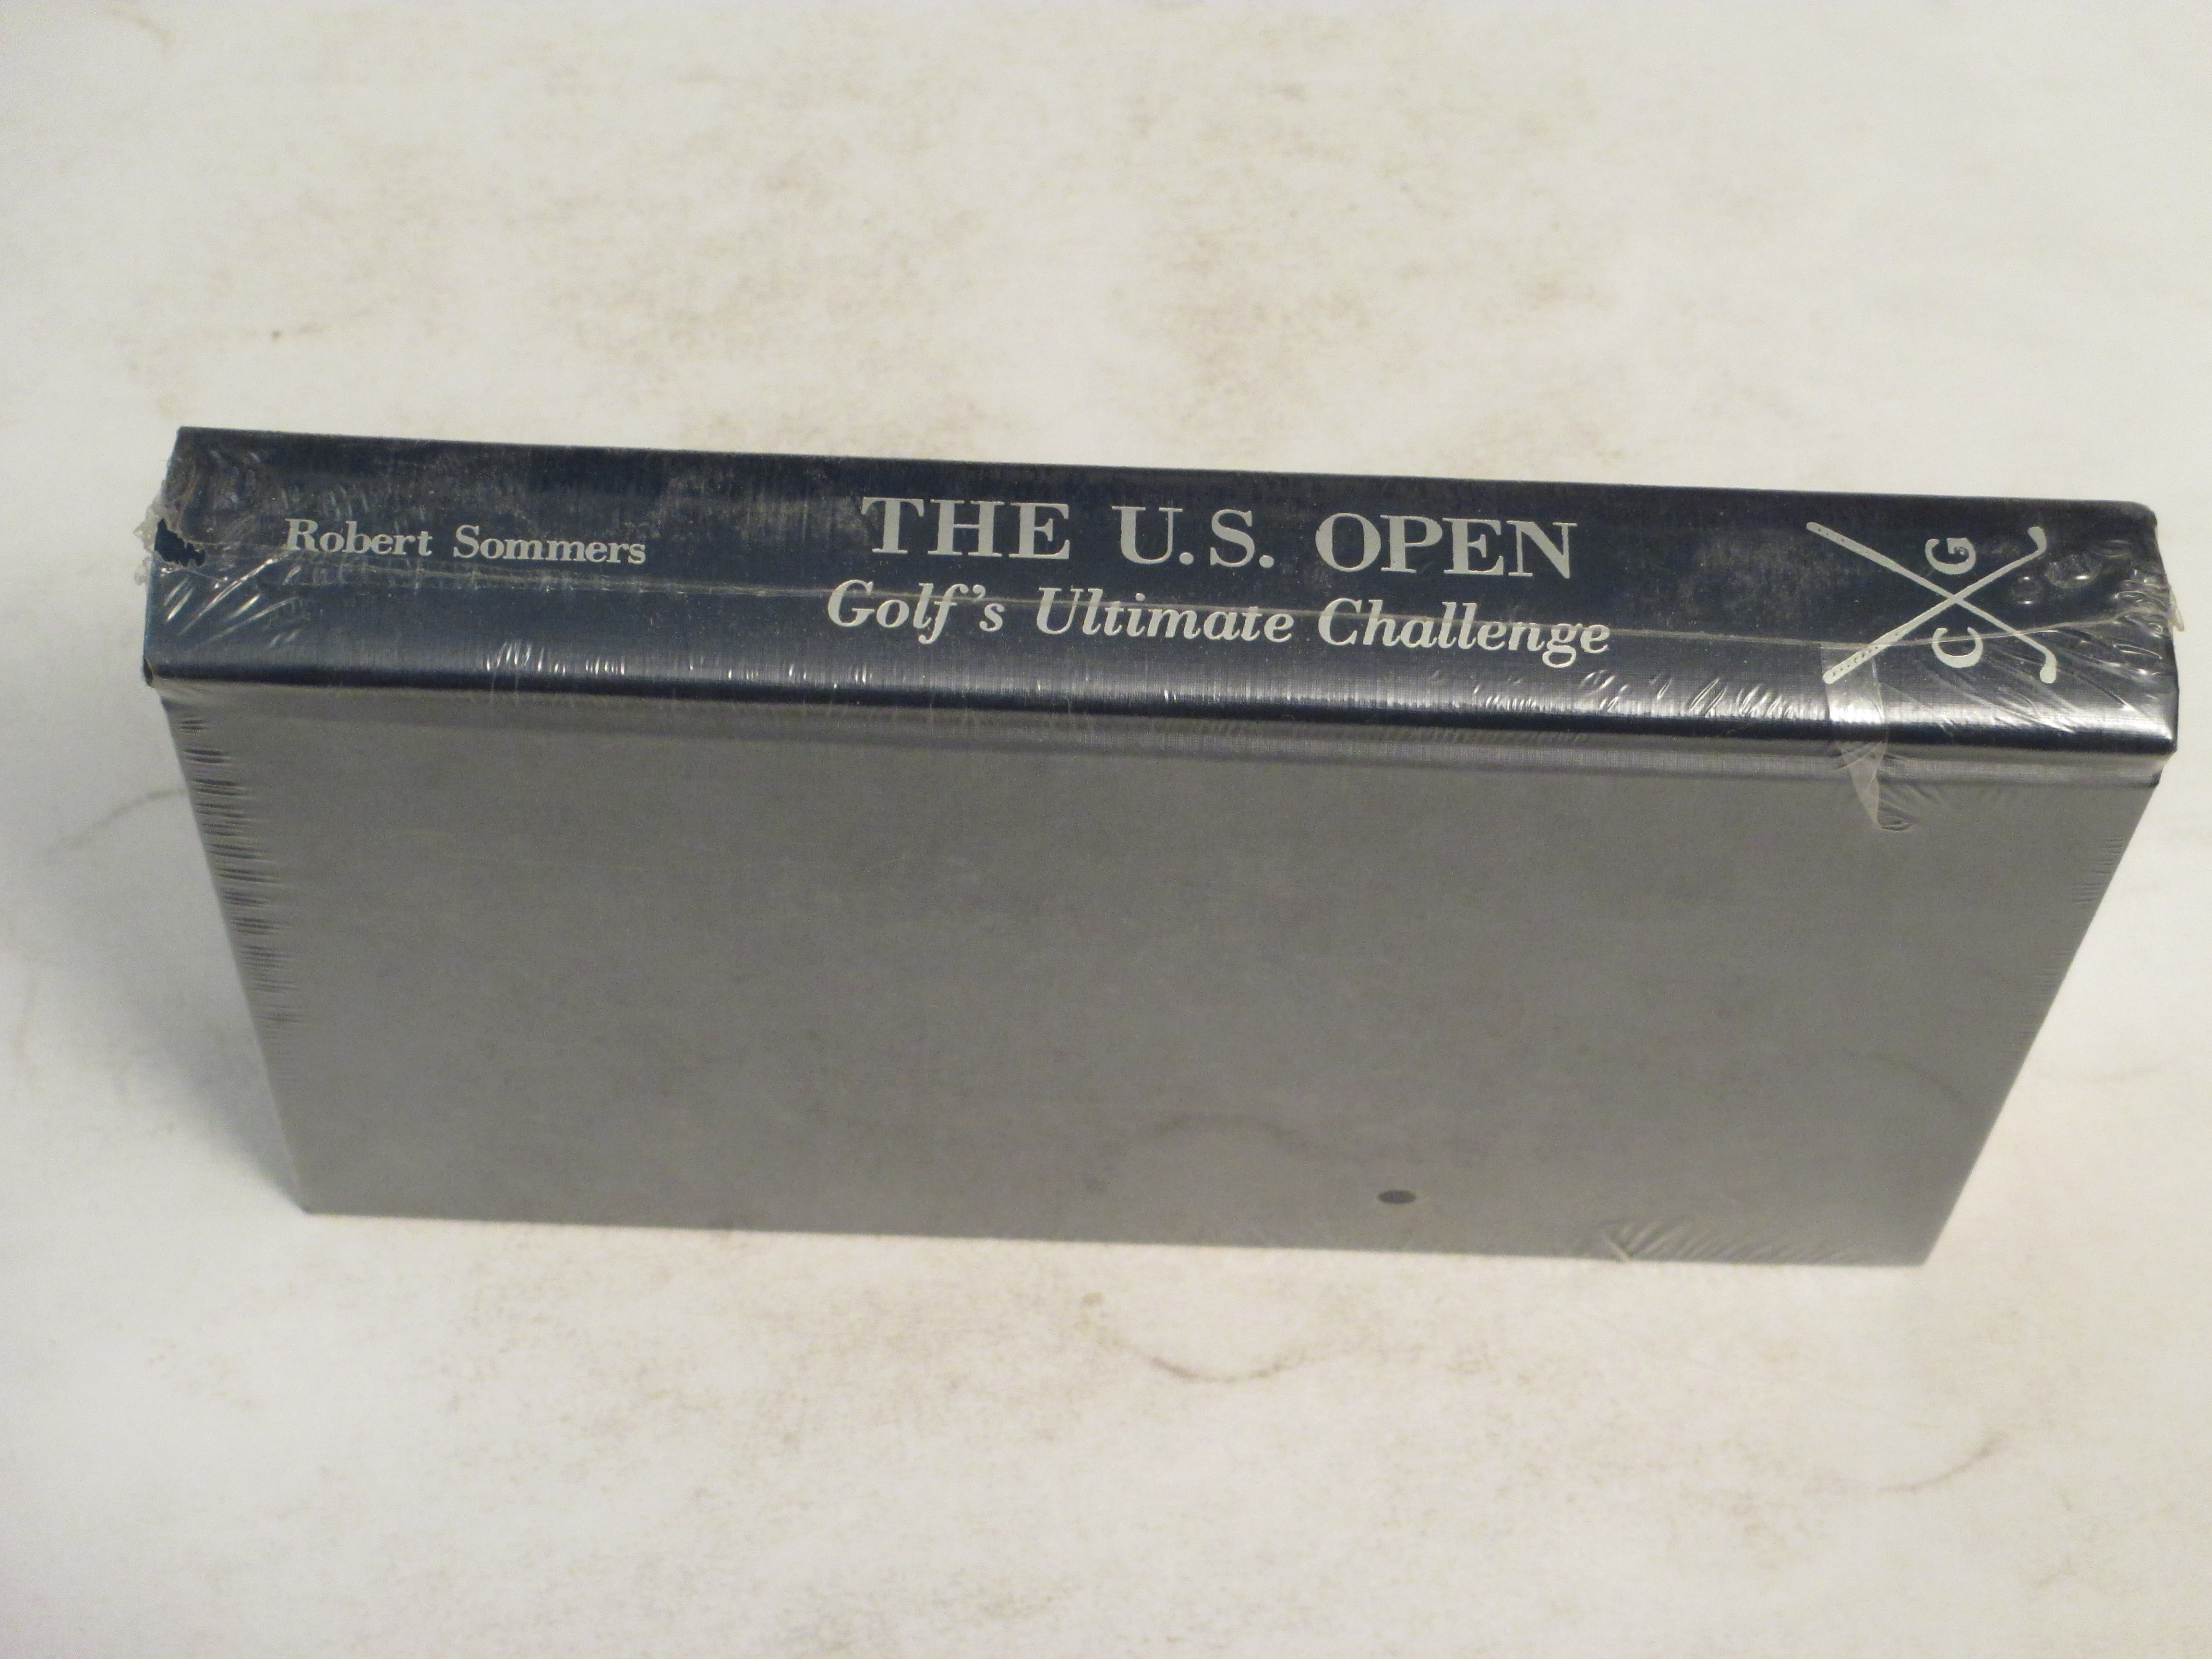 Robert Sommers
THE U.S. OPEN
Golf's Ultimate Challenge
C G